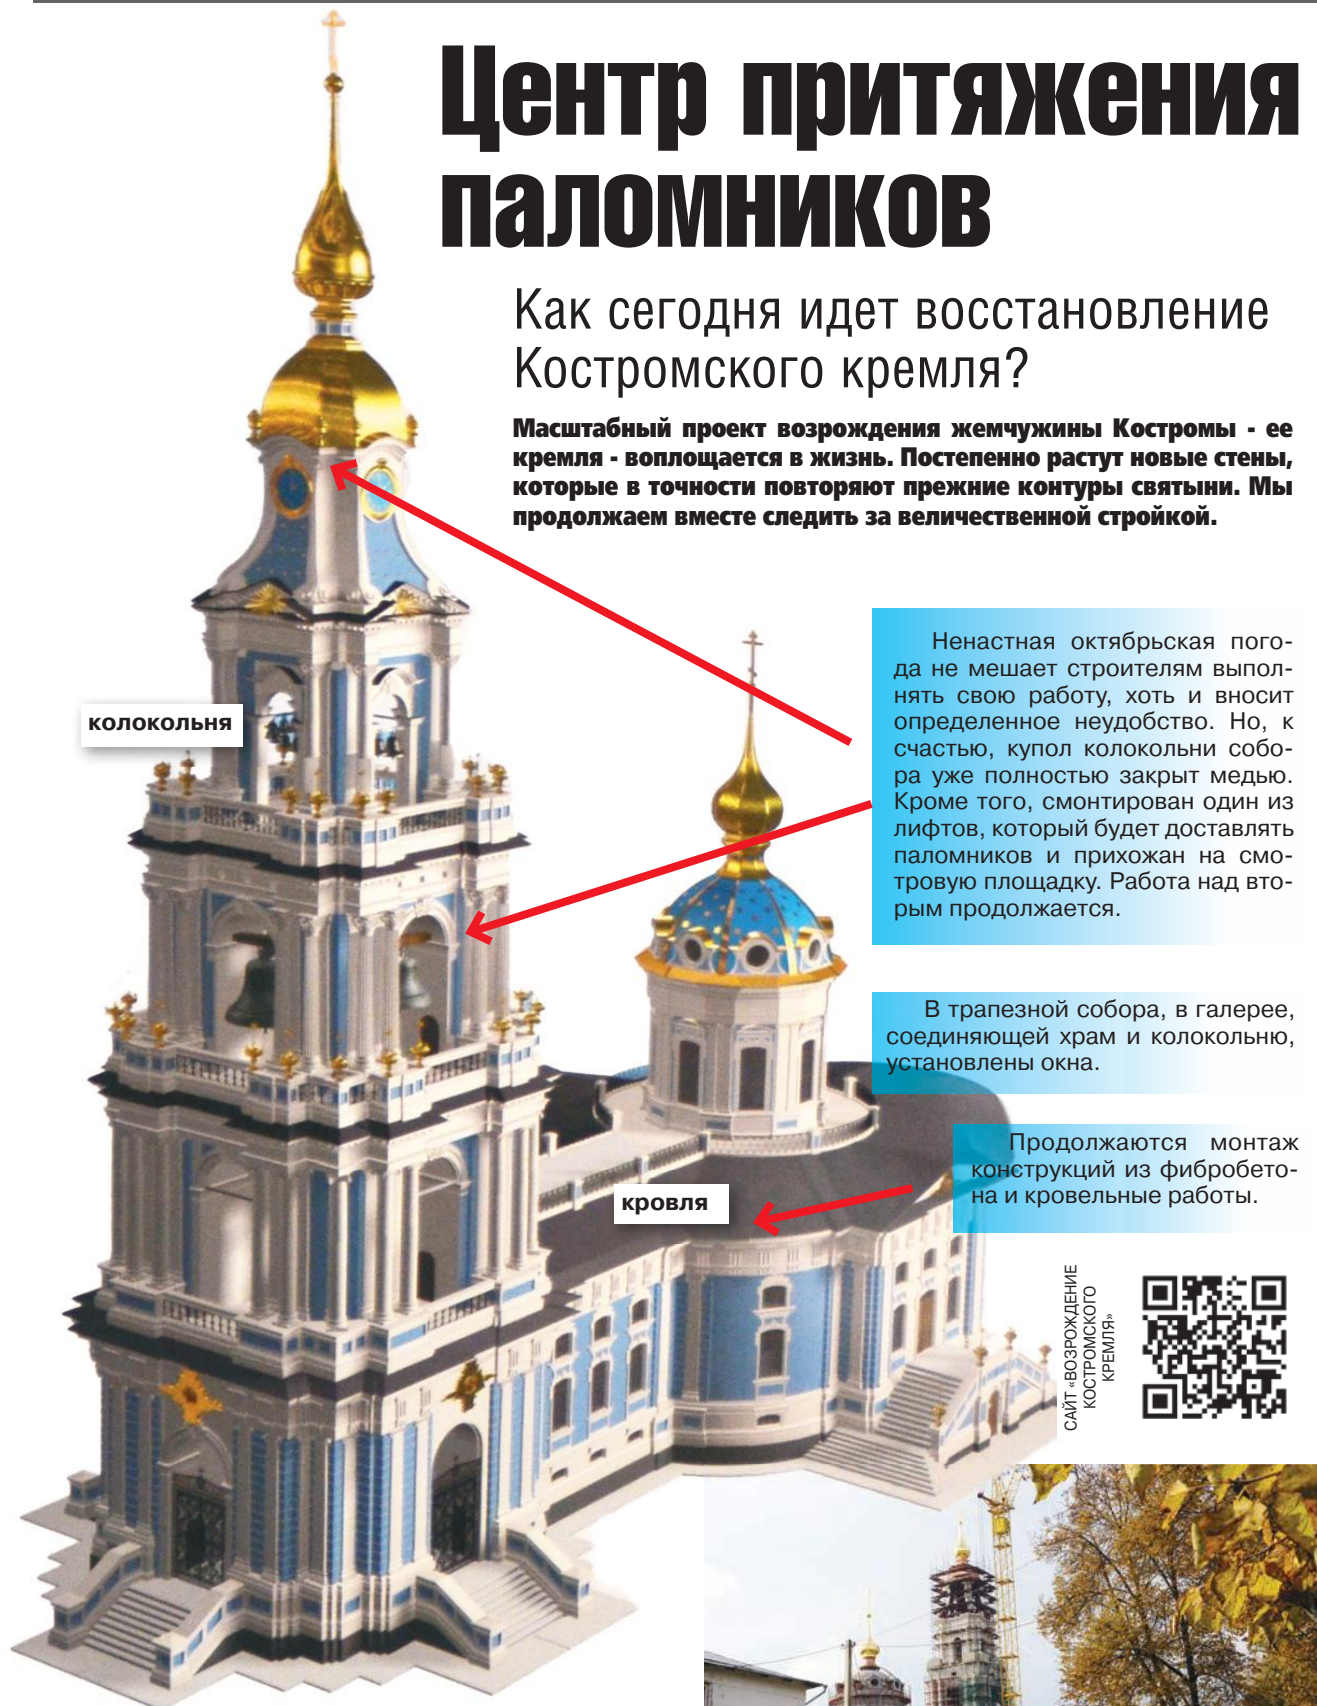 Центр притяжения
паломников
Как сегодня идет восстановление
Костромского кремля?
Масштабный проект возрождения жемчужины Костромы - ее
кремля - воплощается в жизнь. Постепенно растут новые стены,
которые в точности повторяют прежние контуры святыни. Мы
продолжаем вместе следить за величественной стройкой.
колокольня
Ненастная октябрьская пого-
да не мешает строителям выпол-
нять свою работу, хоть и вносит
определенное неудобство. Но, к
счастью, купол колокольни собо-
ра уже полностью закрыт медью.
Кроме того, смонтирован один из
лифтов, который будет доставлять
паломников и прихожан на смо-
тровую площадку. Работа над вто-
рым продолжается.
В трапезной собора, в галерее,
соединяющей храм и колокольню,
установлены окна.
Продолжаются монтаж
конструкций из фибробето-
на и кровельные работы.
кровля
САЙТ «ВОЗРОЖДЕНИЕ
КОСТРОМСКОГО
КРЕМЛЯ»